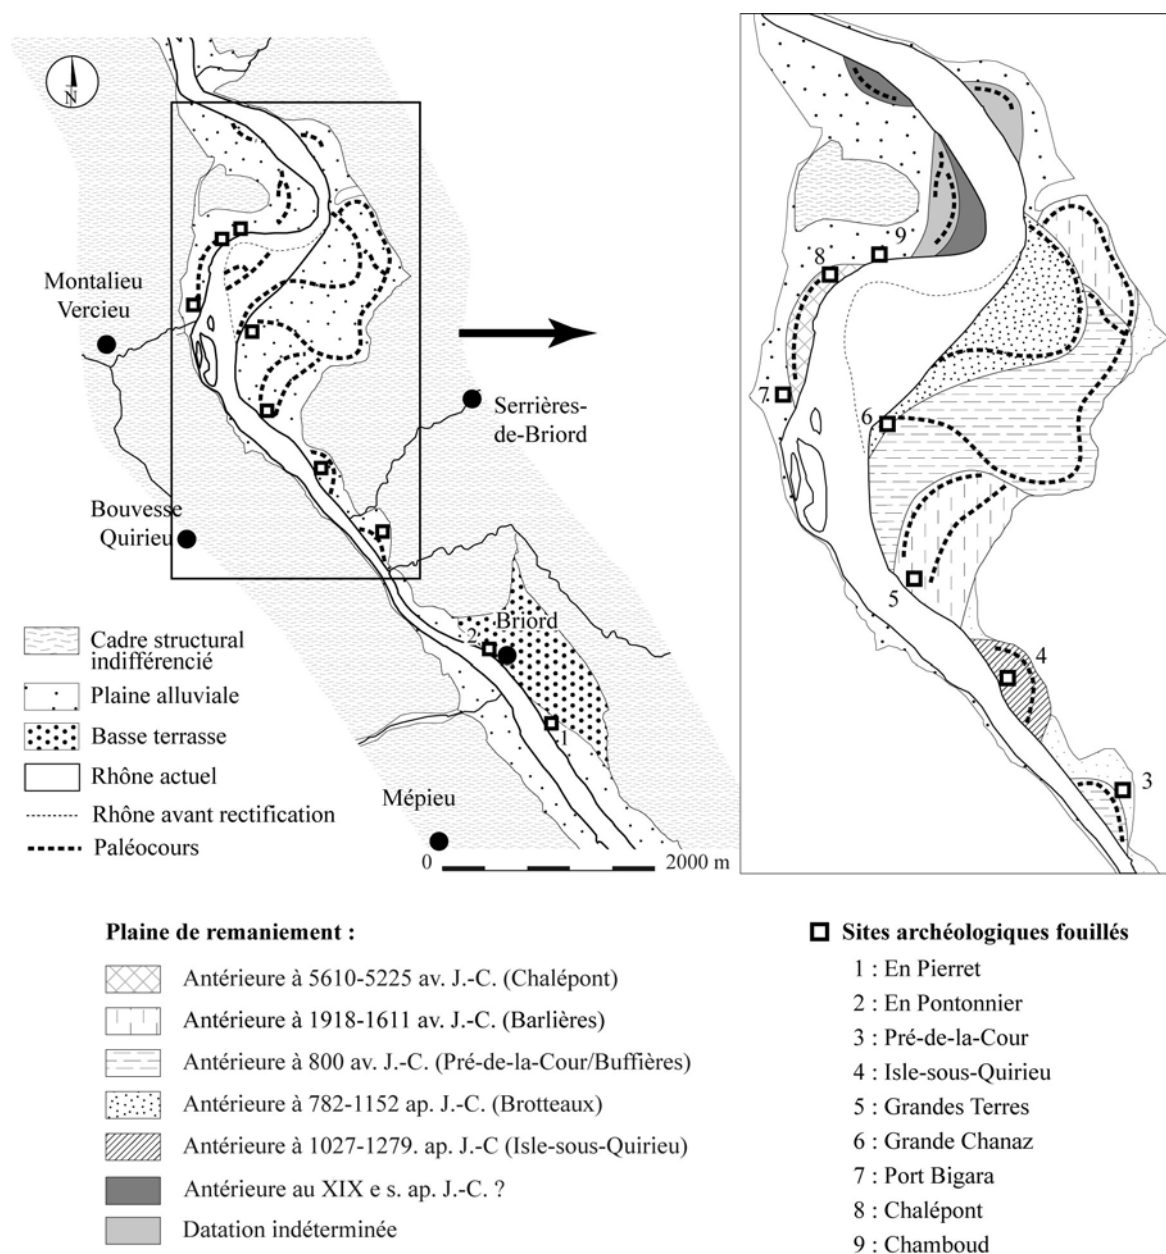 N
Montalieu
Vercieu
Serrières-
de-Briord
Bouvesse
Quirieu
Briord
2
1
Mépieu
0 2000 m
Cadre structural
indifférencié
Plaine alluviale
Basse terrasse
Rhône actuel
Rhône avant rectification
Paléocours
9
8
7
6
5
4
3
Plaine de remaniement :
Antérieure à 5610-5225 av. J.-C. (Chalépont)
Antérieure à 1918-1611 av. J.-C. (Barlières)
Antérieure à 800 av. J.-C. (Pré-de-la-Cour/Buffières)
Antérieure à 782-1152 ap. J.-C. (Brotteaux)
Antérieure à 1027-1279. ap. J.-C (Isle-sous-Quirieu)
Antérieure au XIX e s. ap. J.-C. ?
Datation indéterminée
Sites archéologiques fouillés
1 : En Pierret
2 : En Pontonnier
3 : Pré-de-la-Cour
4 : Isle-sous-Quirieu
5 : Grandes Terres
6 : Grande Chanaz
7 : Port Bigara
8 : Chalépont
9 : Chamboud